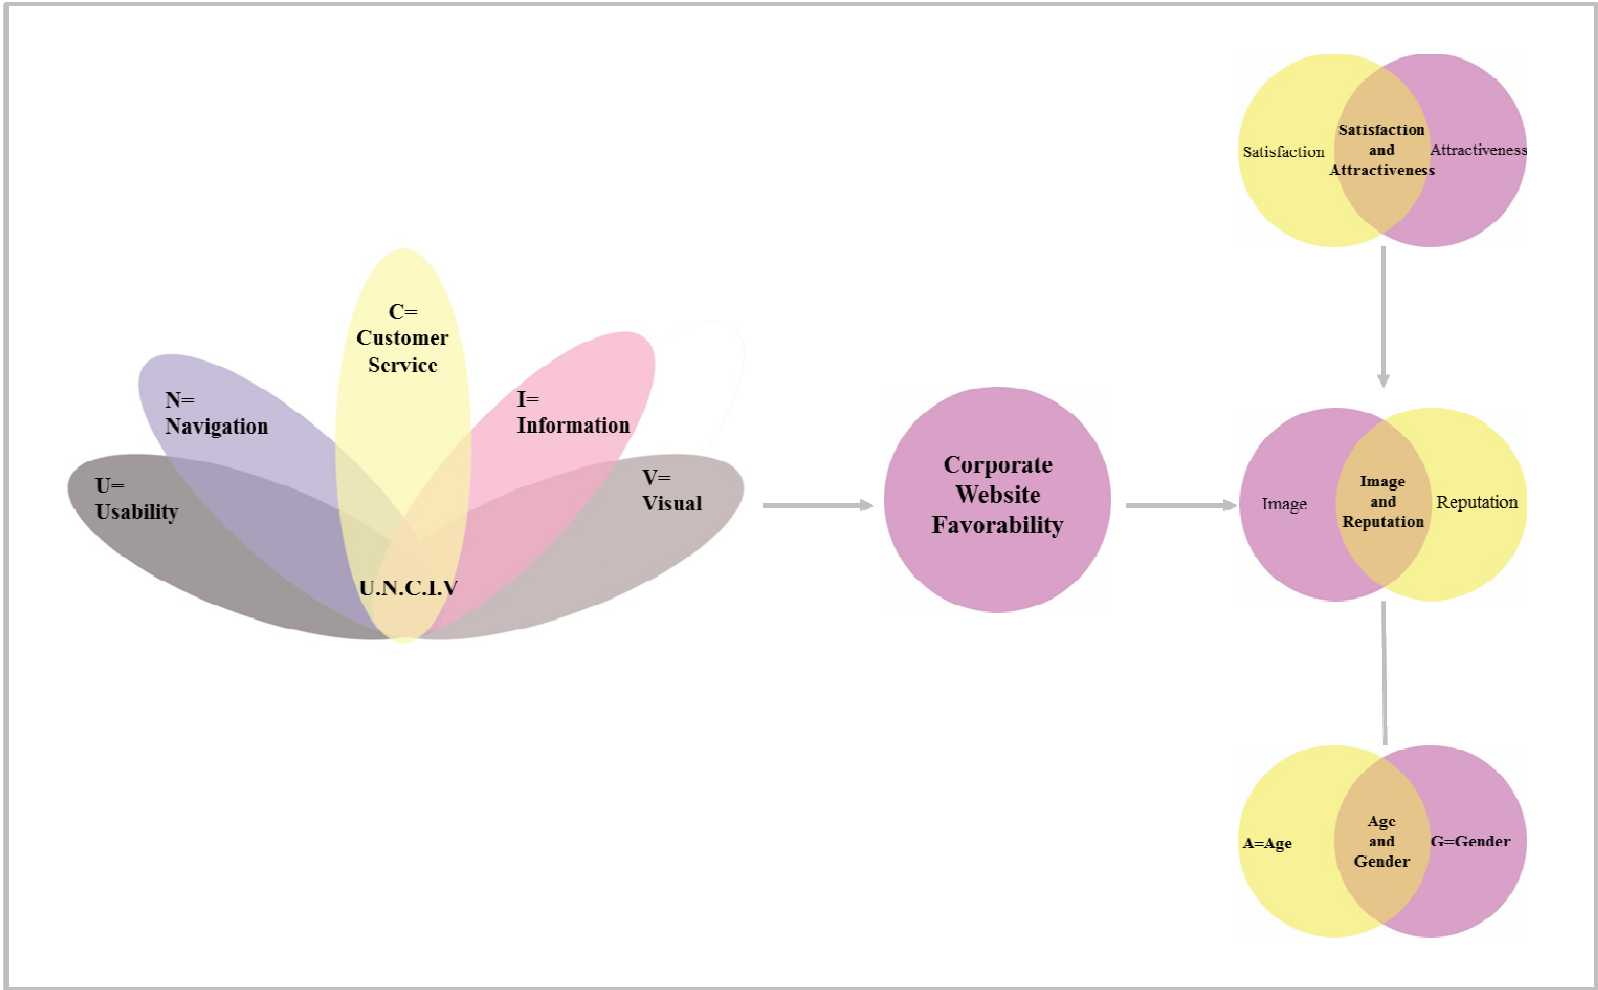 C=
Customer
Service
N=
Navigation
I=
Information
U=
Usability
V=
Visual
U.N.C.I.V
Corporate
Website
Favorability
Satisfaction
Satisfaction
and
Attractiveness
Attractiveness
Image
Image
and
Reputation
Reputation
A=Age
Age
and
Gender
G=Gender